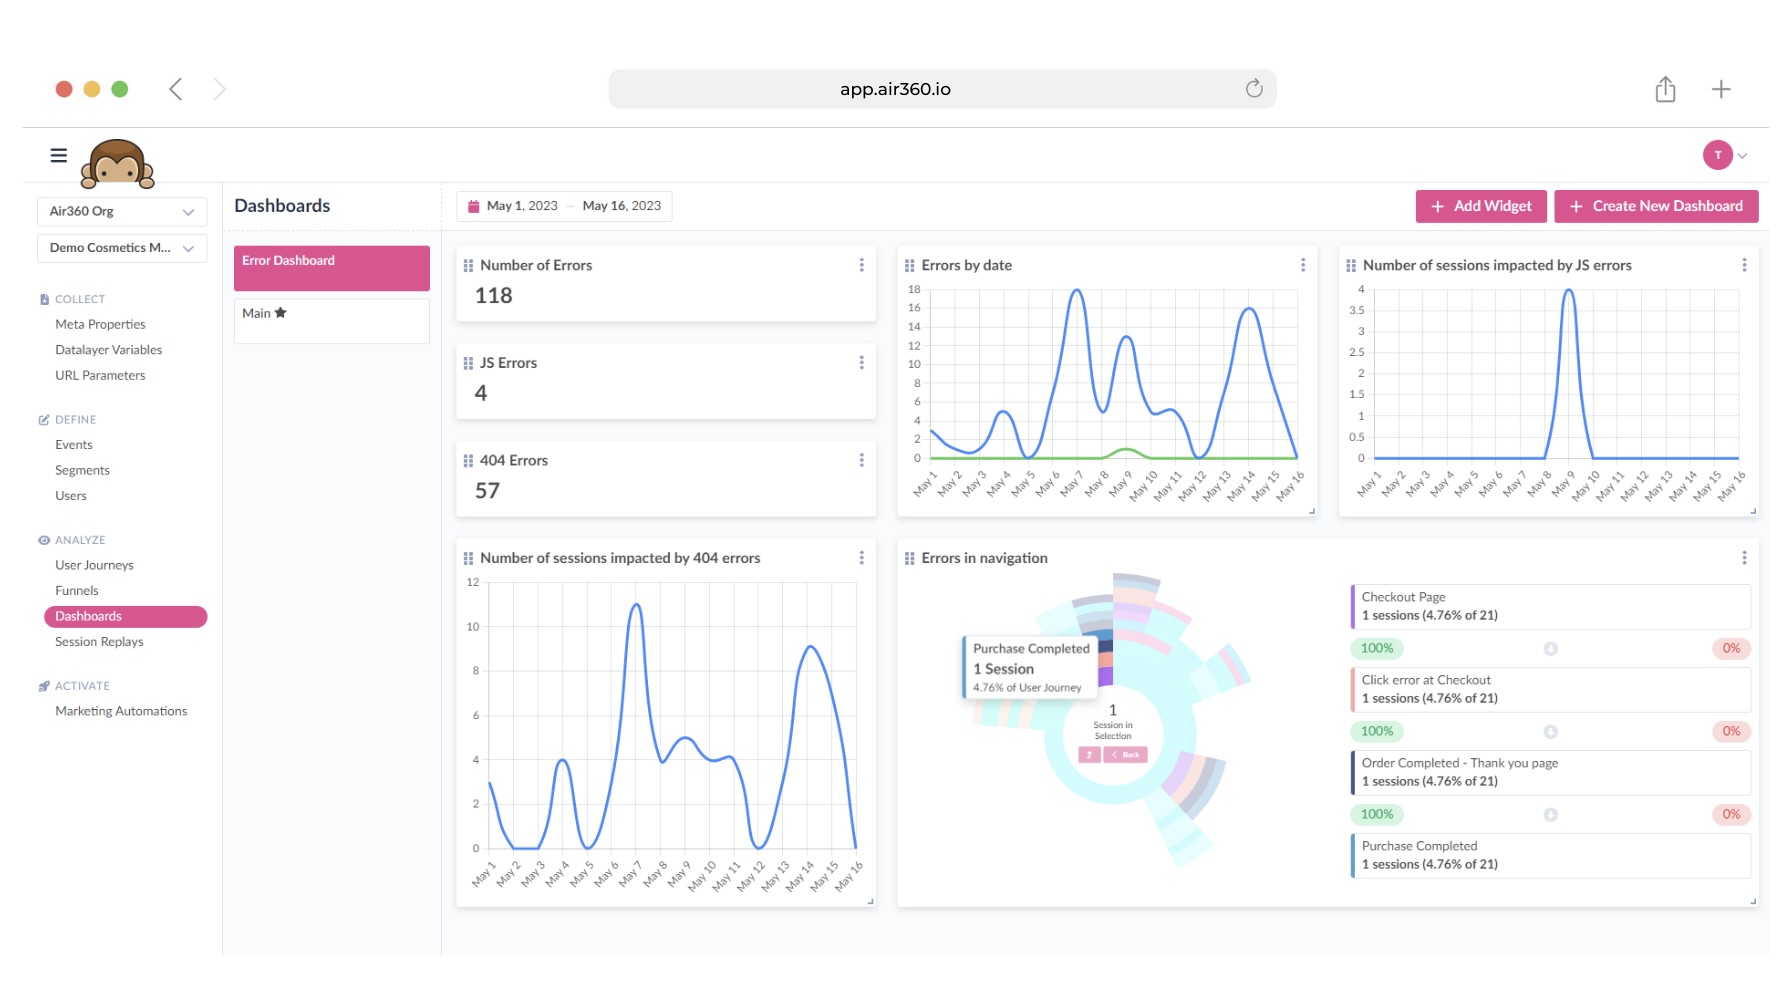 app.air360.io
T
Air360 Org
Demo Cosmetics M...
COLLECT
Meta Properties
Datalayer Variables
URL Parameters
DEFINE
Events
Segments
Users
ANALYZE
User Journeys
Funnels
Dashboards
Session Replays
ACTIVATE
Marketing Automations
Dashboards
Error Dashboard
Main
May 1, 2023 – May 16, 2023
+ Add Widget
+ Create New Dashboard
Number of Errors
118
JS Errors
4
404 Errors
57
Errors by date
18
16
14
12
10
8
6
4
2
0
May 1 May 2 May 3 May 4 May 5 May 6 May 7 May 8 May 9 May 10 May 11 May 12 May 13 May 14 May 15 May 16
Number of sessions impacted by JS errors
4
3.5
3
2.5
2
1.5
1
0.5
0
May 1 May 2 May 3 May 4 May 5 May 6 May 7 May 8 May 9 May 10 May 11 May 12 May 13 May 14 May 15 May 16
Number of sessions impacted by 404 errors
12
10
8
6
4
2
0
May 1 May 2 May 3 May 4 May 5 May 6 May 7 May 8 May 9 May 10 May 11 May 12 May 13 May 14 May 15 May 16
Errors in navigation
Purchase Completed
1 Session
4.76% of User Journey
1
Session in
Selection
Back
Checkout Page
1 sessions (4.76% of 21)
100% 0%
Click error at Checkout
1 sessions (4.76% of 21)
100% 0%
Order Completed - Thank you page
1 sessions (4.76% of 21)
100% 0%
Purchase Completed
1 sessions (4.76% of 21)